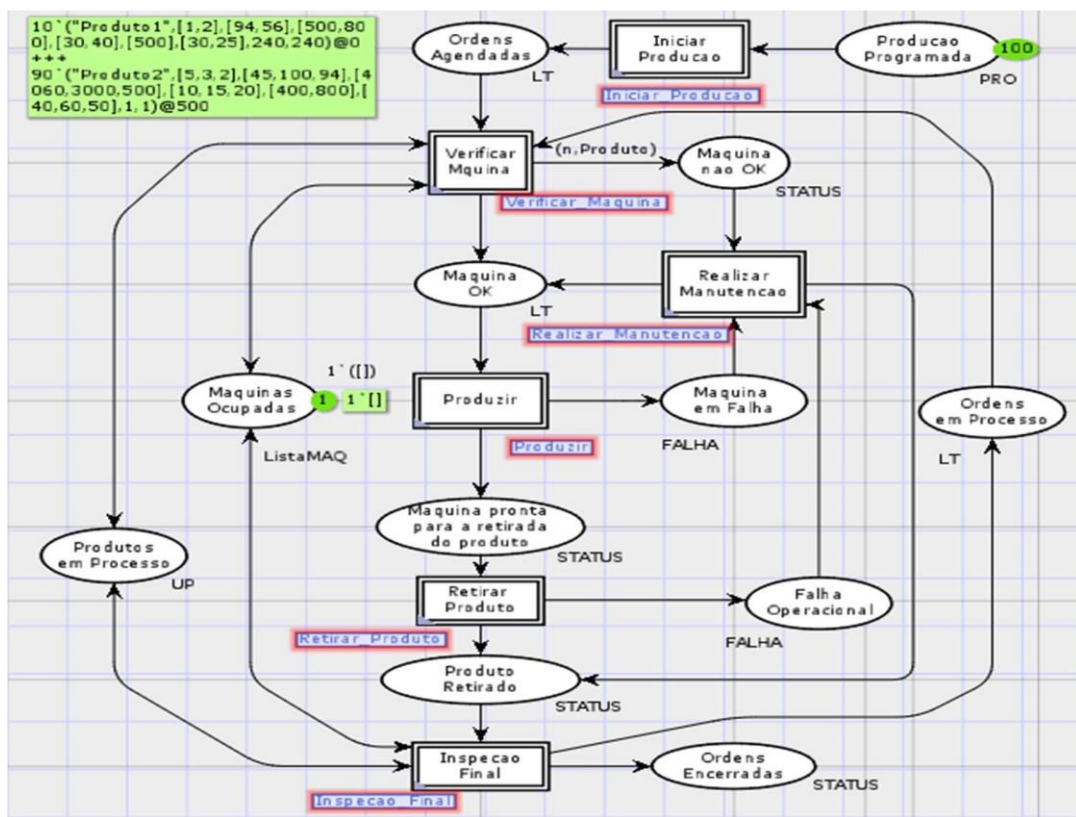 10`("Produto1",[1,2],[94,56],[500,80
0],[30,40],[500],[30,25],240,240)@0
+++
90`("Produto2",[5,3,2],[45,100,94],[4
060,3000,500],[10,15,20],[400,800],[
40,60,50],1,1)@500
Ordens
Agendadas
LT
Iniciar
Producao
Iniciar_Producao
Producao
Programada
100
PRO
Verificar
Mquina
Verificar_Maquina
(n,Produto)
Maquina
nao OK
STATUS
Maquina
OK
LT
Realizar
Manutencao
Realizar_Manutencao
1`([])
Maquinas
Ocupadas
1
1`[]
ListaMAQ
Produzir
Produzir
Maquina
em Falha
FALHA
Ordens
em Processo
LT
Maquina pronta
para a retirada
do produto
STATUS
Produtos
em Processo
UP
Retirar
Produto
Retirar_Produto
Falha
Operacional
FALHA
Produto
Retirado
STATUS
Inspecao
Final
Inspecao_Final
Ordens
Encerradas
STATUS